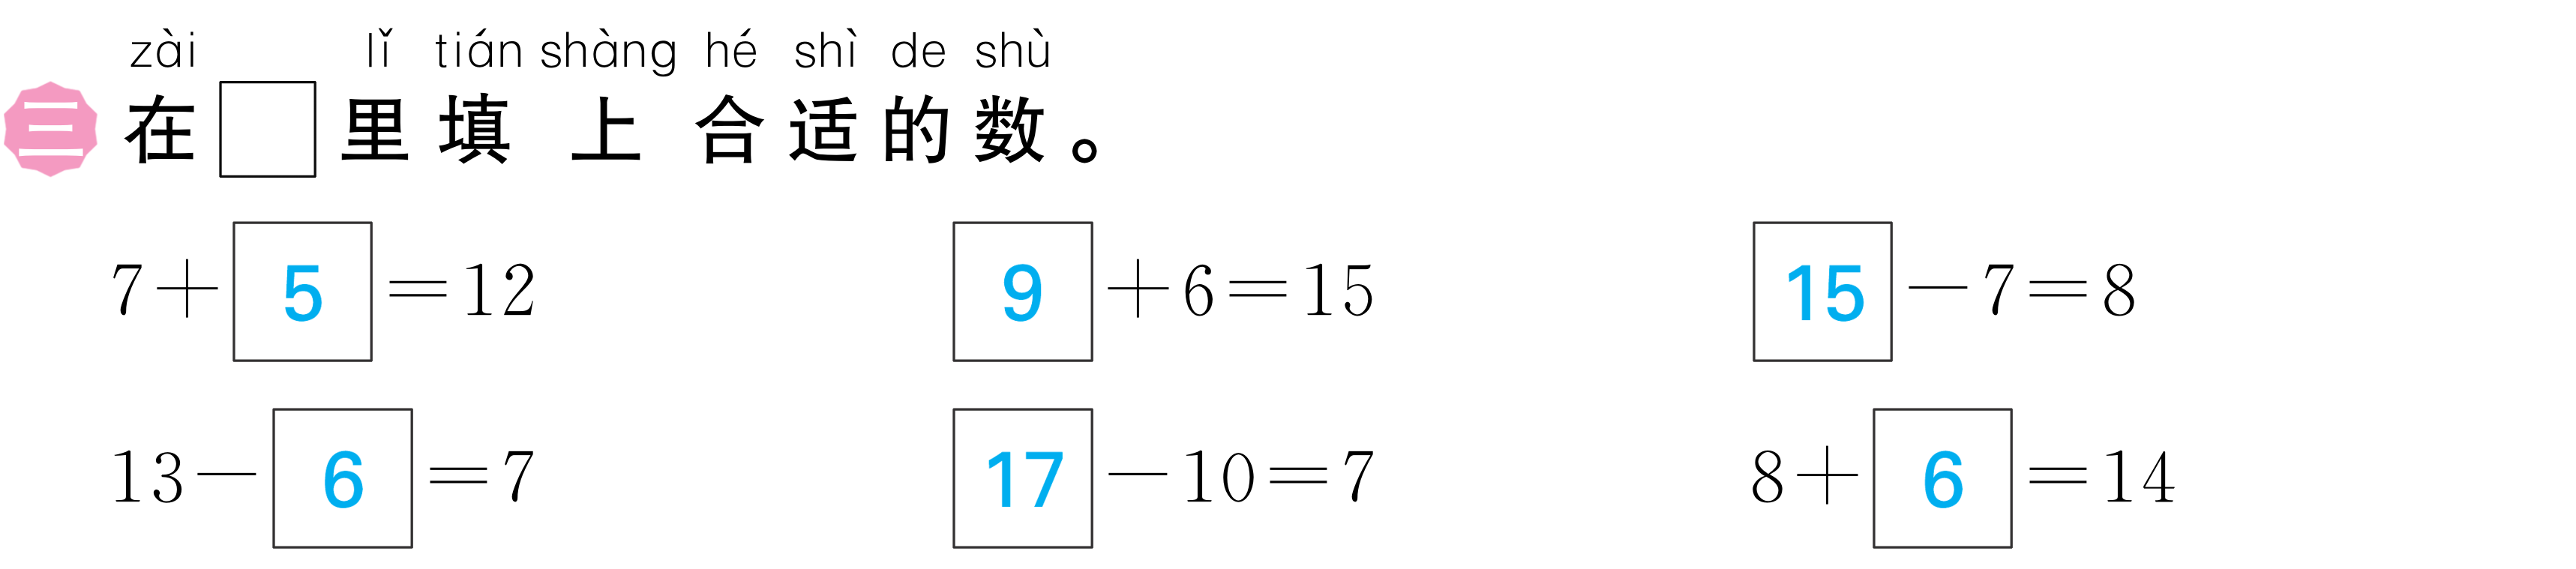 zài lǐ tián shàng hé shì de shù
三 在□里填上合适的数。
7+5=12 9+6=15 15-7=8
13-6=7 17-10=7 8+6=14